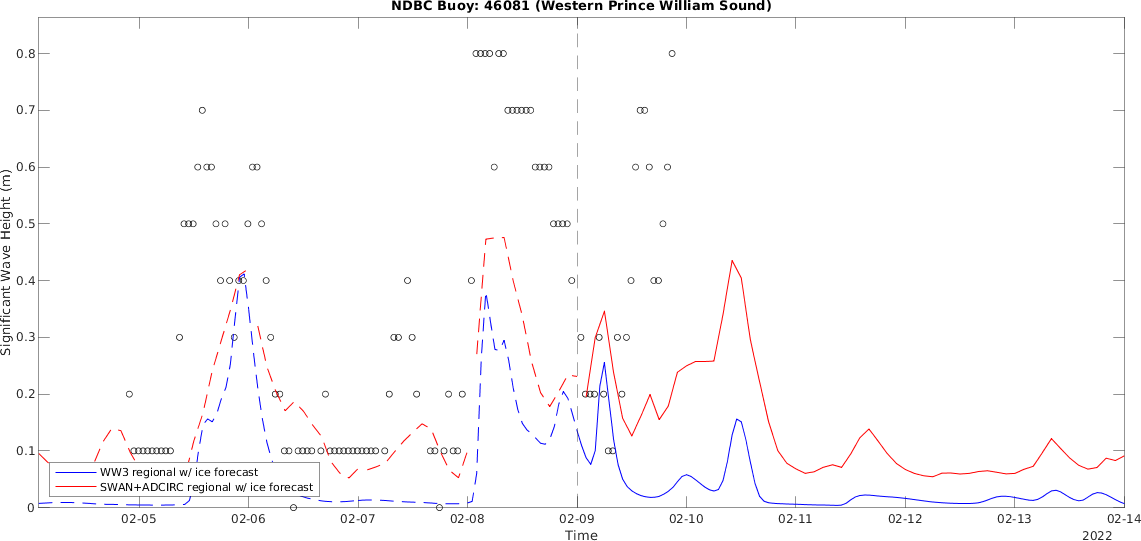 NDBC Buoy: 46081 (Western Prince William Sound)
Significant Wave Height (m)
0.8
0.7
0.6
0.5
0.4
0.3
0.2
0.1
0
WW3 regional w/ ice forecast
SWAN+ADCIRC regional w/ ice forecast
02-05 02-06 02-07 02-08 02-09 02-10 02-11 02-12 02-13 02-14
Time
2022